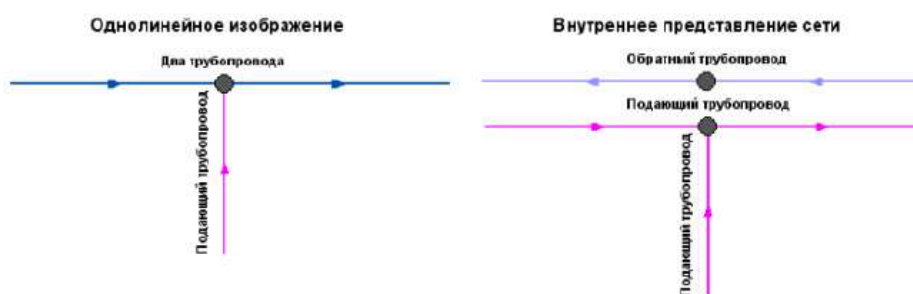 Однолинейное изображение
Два трубопровода
Подающий трубопровод
Внутреннее представление сети
Обратный трубопровод
Подающий трубопровод
Подающий трубопровод